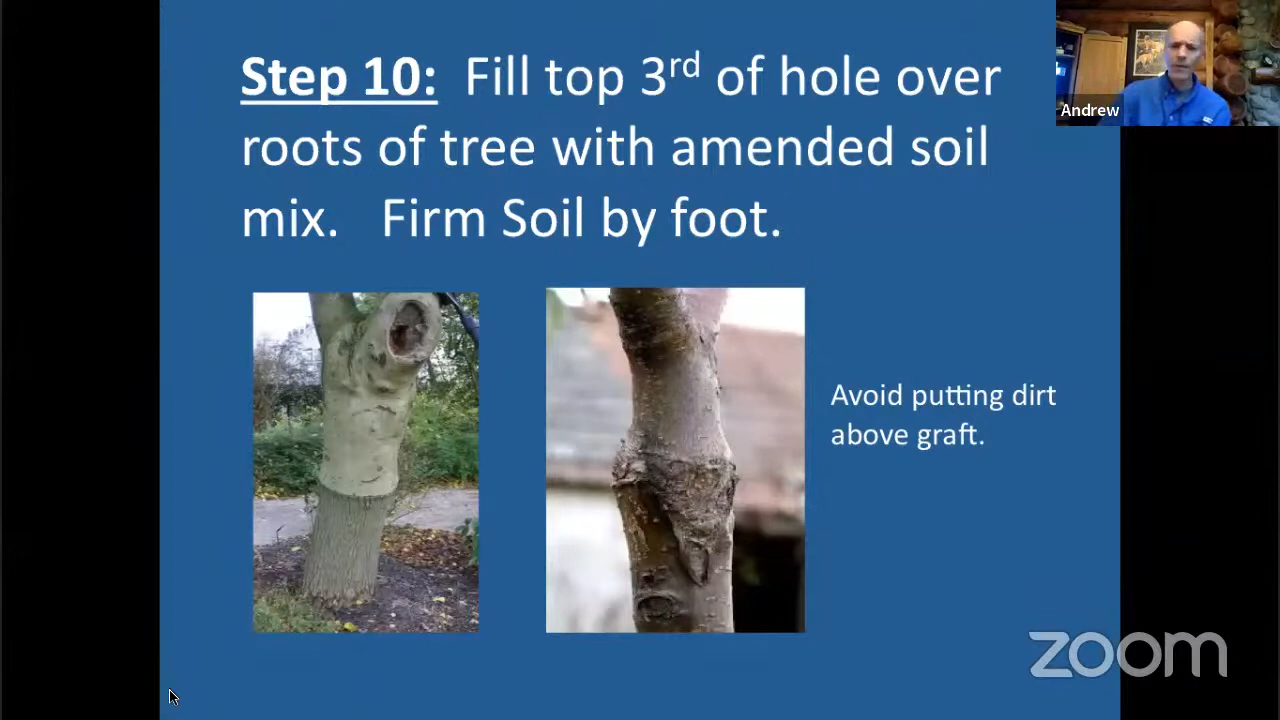 Step 10: Fill top 3rd of hole over
roots of tree with amended soil
mix. Firm Soil by foot.
Andrew
Avoid putting dirt
above graft.
zoom